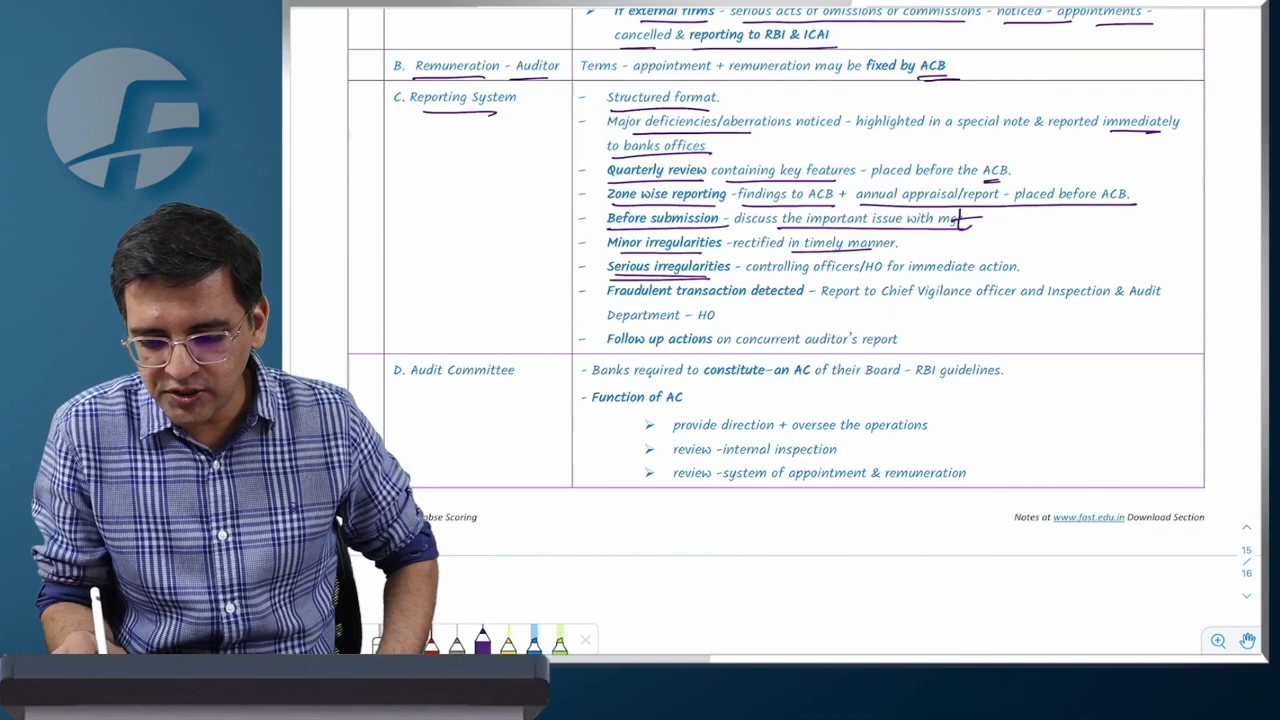 ➢ If external firms - serious acts of omissions or commissions - noticed - appointments -
cancelled & reporting to RBI & ICAI
B. Remuneration - Auditor
Terms - appointment + remuneration may be fixed by ACB
C. Reporting System
- Structured format.
- Major deficiencies/aberrations noticed - highlighted in a special note & reported immediately
to banks offices
- Quarterly review containing key features - placed before the ACB.
- Zone wise reporting -findings to ACB + annual appraisal/report - placed before ACB.
- Before submission - discuss the important issue with mgt
- Minor irregularities -rectified in timely manner.
- Serious irregularities - controlling officers/HO for immediate action.
- Fraudulent transaction detected – Report to Chief Vigilance officer and Inspection & Audit
Department – HO
- Follow up actions on concurrent auditor's report
D. Audit Committee
- Banks required to constitute-an AC of their Board - RBI guidelines.
- Function of AC
➢ provide direction + oversee the operations
➢ review -internal inspection
➢ review -system of appointment & remuneration
Scoring
Notes at www.fast.edu.in Download Section
15
/
16